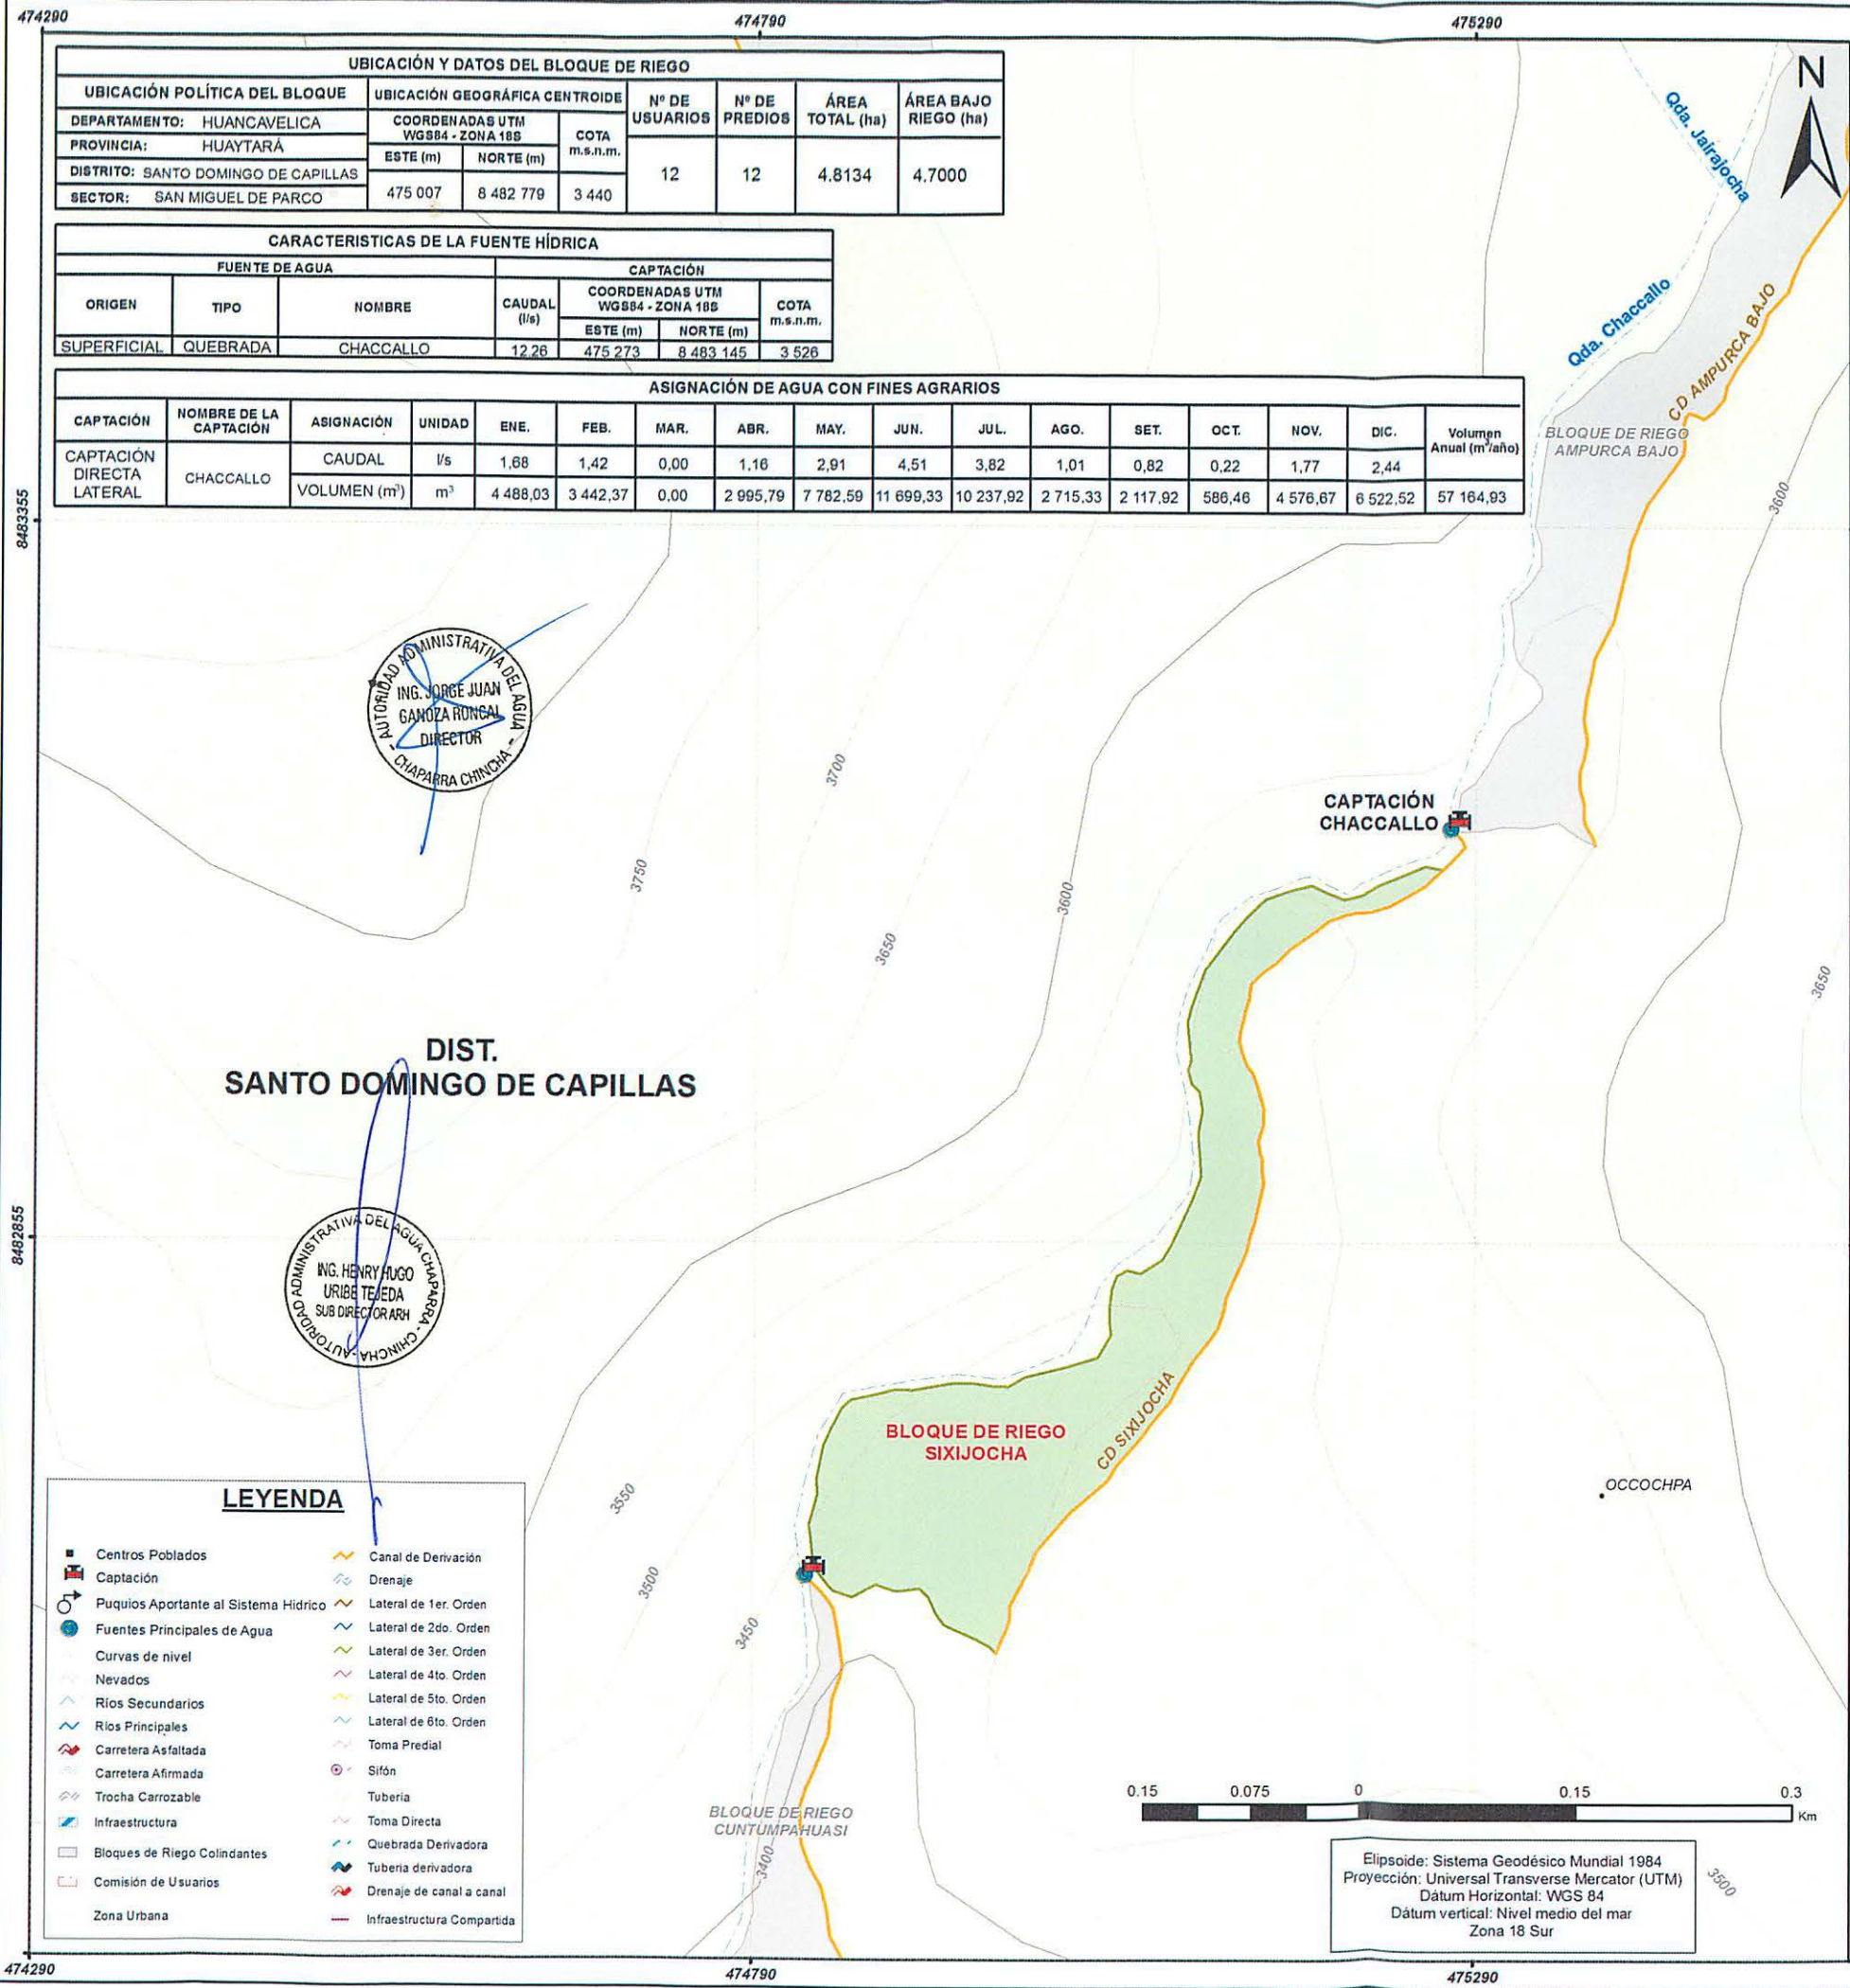 474290
474790
475290
UBICACIÓN Y DATOS DEL BLOQUE DE RIEGO
UBICACIÓN POLÍTICA DEL BLOQUE
UBICACIÓN GEOGRÁFICA CENTROIDE
Nº DE USUARIOS
Nº DE PREDIOS
ÁREA TOTAL (ha)
ÁREA BAJO RIEGO (ha)
DEPARTAMENTO: HUANCAVELICA
COORDENADAS UTM
WGS84 - ZONA 18S
COTA
m.s.n.m.
PROVINCIA: HUAYTARÁ
ESTE (m)
NORTE (m)
DISTRITO: SANTO DOMINGO DE CAPILLAS
SECTOR: SAN MIGUEL DE PARCO
475 007
8 482 779
3 440
12
12
4.8134
4.7000
CARACTERISTICAS DE LA FUENTE HÍDRICA
FUENTE DE AGUA
CAPTACIÓN
ORIGEN
TIPO
NOMBRE
CAUDAL
(l/s)
COORDENADAS UTM
WGS84 - ZONA 18S
COTA
m.s.n.m.
ESTE (m)
NORTE (m)
SUPERFICIAL
QUEBRADA
CHACCALLO
12.26
475 273
8 483 145
3 526
ASIGNACIÓN DE AGUA CON FINES AGRARIOS
CAPTACIÓN
NOMBRE DE LA
CAPTACIÓN
ASIGNACIÓN
UNIDAD
ENE.
FEB.
MAR.
ABR.
MAY.
JUN.
JUL.
AGO.
SET.
OCT.
NOV.
DIC.
Volumen
Anual (m³/año)
CAPTACIÓN
DIRECTA
LATERAL
CHACCALLO
CAUDAL
l/s
1,68
1,42
0,00
1,16
2,91
4,51
3,82
1,01
0,82
0,22
1,77
2,44
VOLUMEN (m³)
m³
4 488,03
3 442,37
0,00
2 995,79
7 782,59
11 699,33
10 237,92
2 715,33
2 117,92
586,46
4 576,67
6 522,52
57 164,93
N
Qda. Jairajocha
Qda. Chaccallo
CD AMPURCA BAJO
BLOQUE DE RIEGO
AMPURCA BAJO
3600
8483355
AUTORIDAD ADMINISTRATIVA DEL AGUA - CHAPARRA CHINCHA -
ING. JORGE JUAN
GANOZA RONCAL
DIRECTOR
3700
3750
3650
3600
3650
CAPTACIÓN
CHACCALLO
DIST.
SANTO DOMINGO DE CAPILLAS
8482855
AUTORIDAD ADMINISTRATIVA DEL AGUA CHAPARRA - CHINCHA -
ING. HENRY HUGO
URIBE TEJEDA
SUB DIRECTOR ARH
BLOQUE DE RIEGO
SIXIJOCHA
CD SIXIJOCHA
OCCOCHPA
3550
3500
3450
3400
3500
BLOQUE DE RIEGO
CUNTUMPAHUASI
LEYENDA
Centros Poblados
Captación
Puquios Aportante al Sistema Hidrico
Fuentes Principales de Agua
Curvas de nivel
Nevados
Ríos Secundarios
Ríos Principales
Carretera Asfaltada
Carretera Afirmada
Trocha Carrozable
Infraestructura
Bloques de Riego Colindantes
Comisión de Usuarios
Zona Urbana
Canal de Derivación
Drenaje
Lateral de 1er. Orden
Lateral de 2do. Orden
Lateral de 3er. Orden
Lateral de 4to. Orden
Lateral de 5to. Orden
Lateral de 6to. Orden
Toma Predial
Sifón
Tuberia
Toma Directa
Quebrada Derivadora
Tuberia derivadora
Drenaje de canal a canal
Infraestructura Compartida
0.15
0.075
0
0.15
0.3
Km
Elipsoide: Sistema Geodésico Mundial 1984
Proyección: Universal Transverse Mercator (UTM)
Dátum Horizontal: WGS 84
Dátum vertical: Nivel medio del mar
Zona 18 Sur
474290
474790
475290